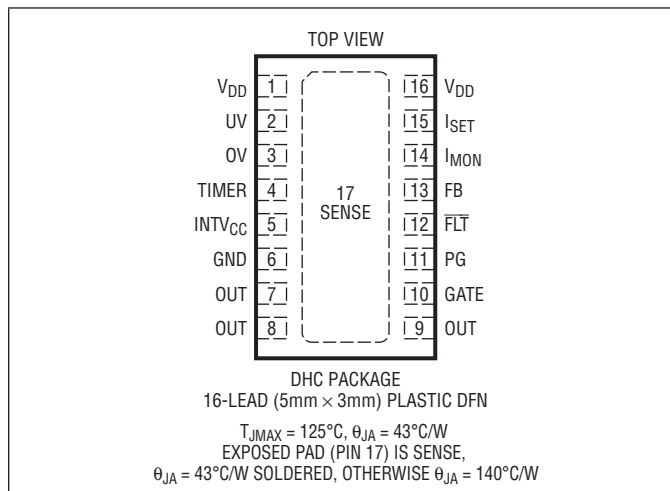 TOP VIEW
VDD 1 16 VDD
UV 2 15 ISET
OV 3 14 IMON
TIMER 4 17 13 FB
SENSE
INTVCC 5 12 FLT
GND 6 11 PG
OUT 7 10 GATE
OUT 8 9 OUT
DHC PACKAGE
16-LEAD (5mm × 3mm) PLASTIC DFN
TJMAX = 125°C, θJA = 43°C/W
EXPOSED PAD (PIN 17) IS SENSE,
θJA = 43°C/W SOLDERED, OTHERWISE θJA = 140°C/W